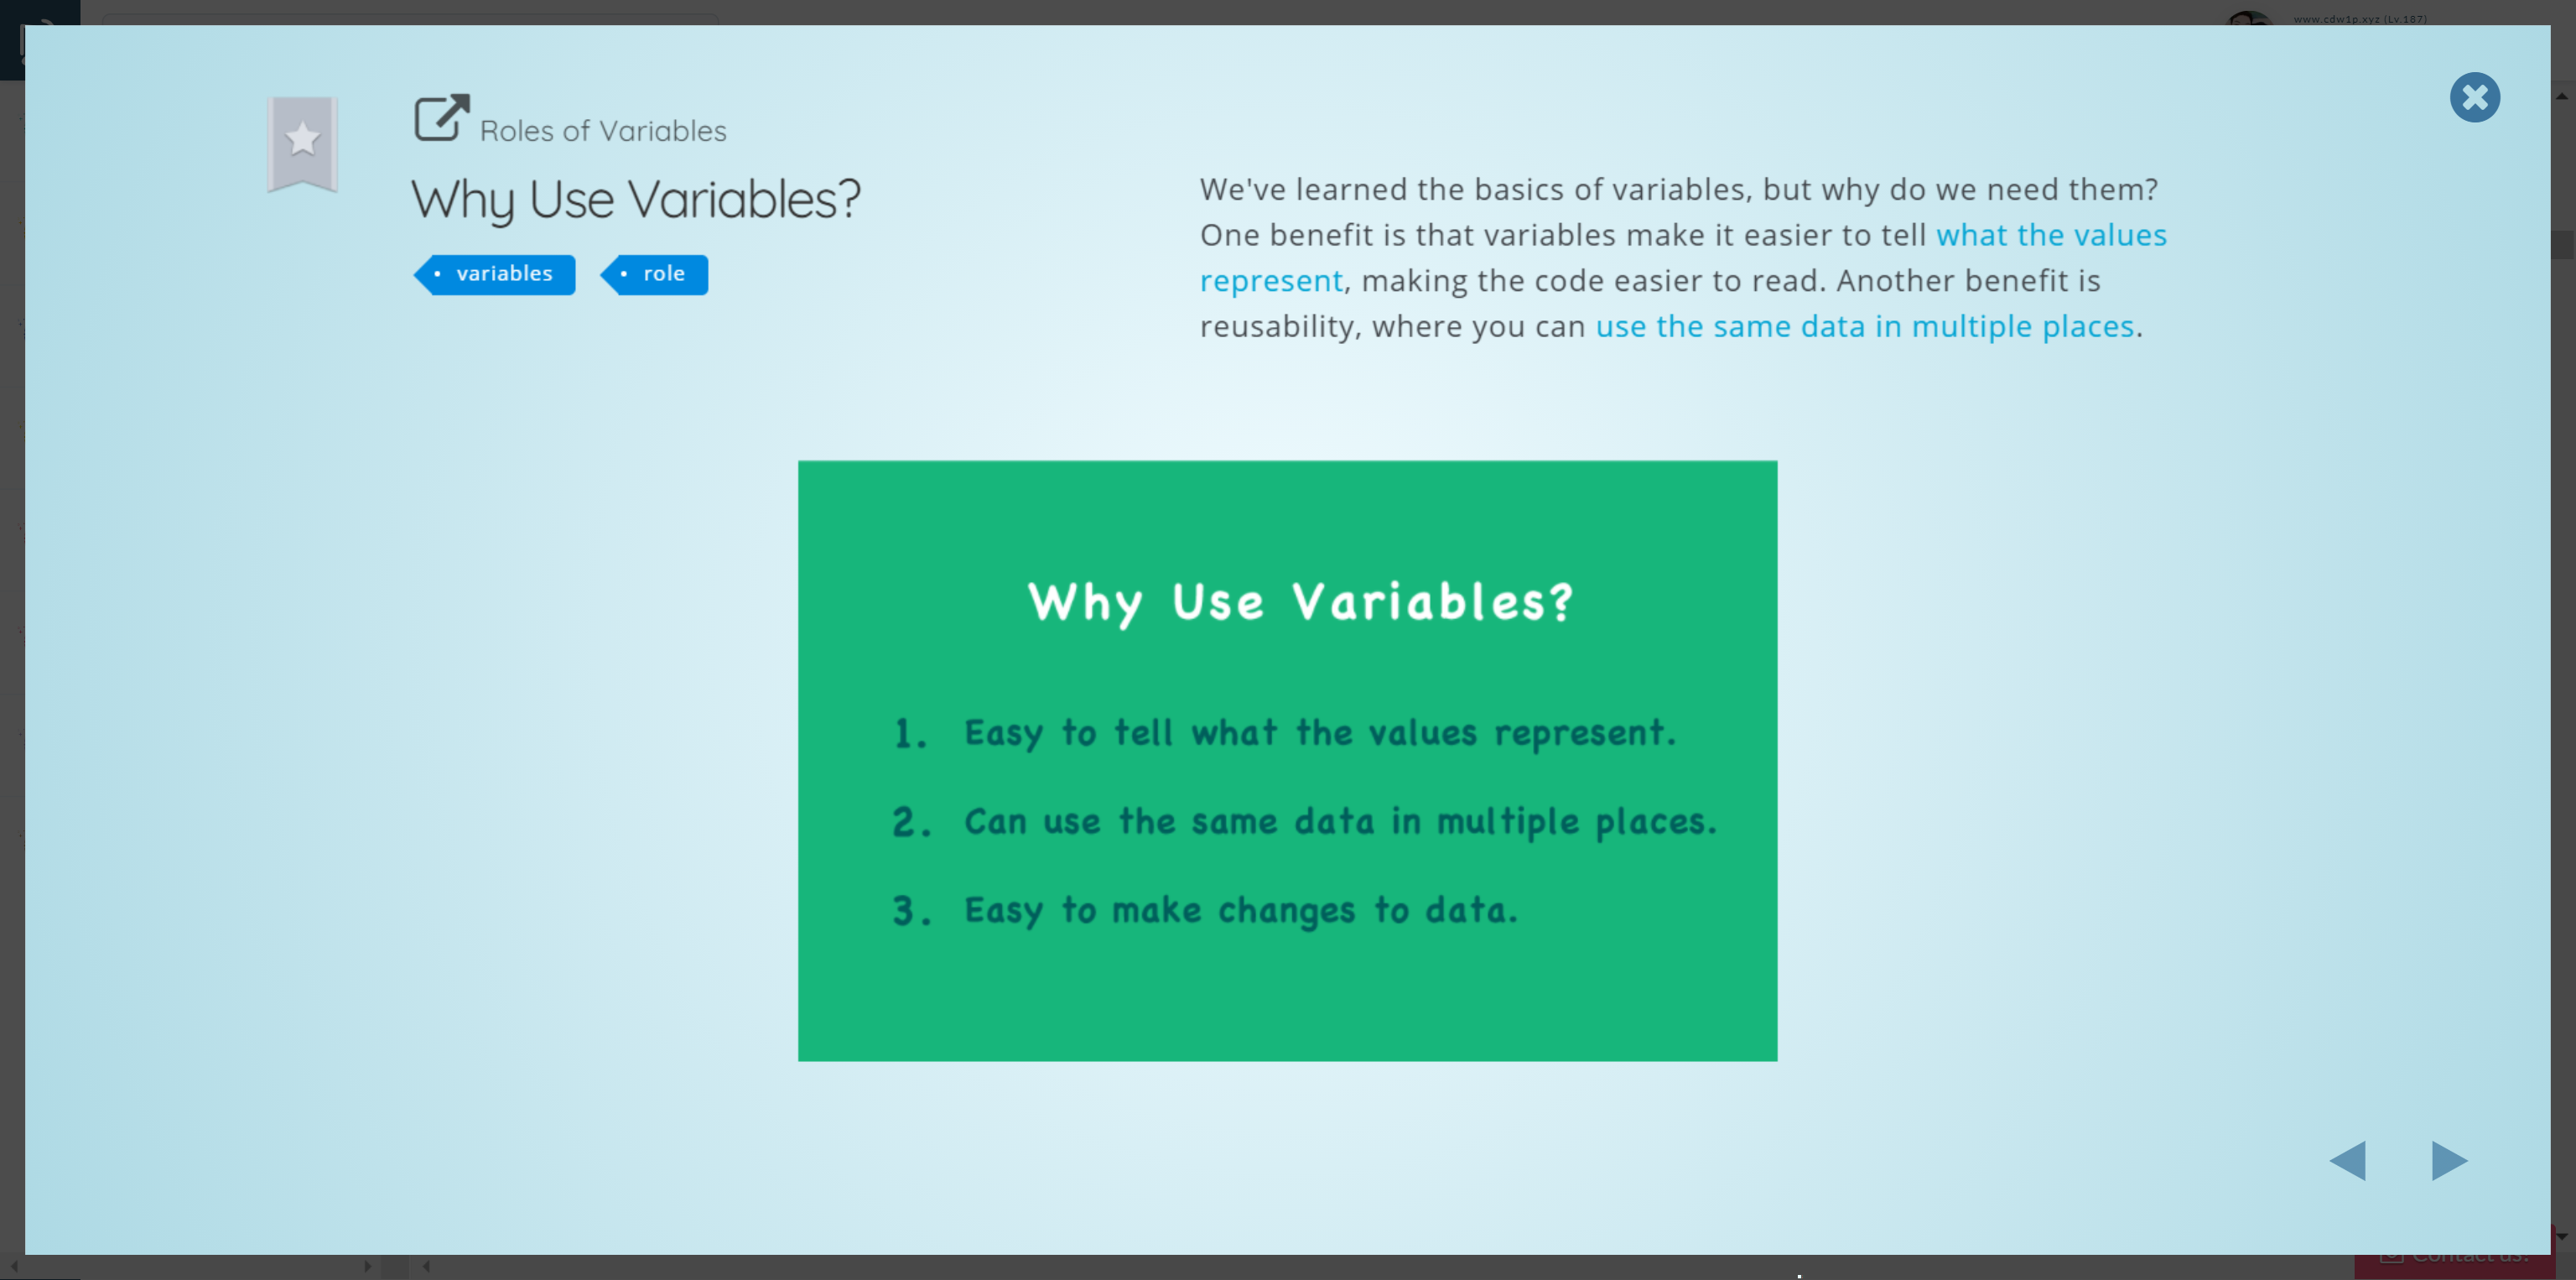 www.cdw1p.xyz (Lv.187)
Roles of Variables
Why Use Variables?
variables
role
We've learned the basics of variables, but why do we need them?
One benefit is that variables make it easier to tell what the values
represent, making the code easier to read. Another benefit is
reusability, where you can use the same data in multiple places.
Why Use Variables?
1. Easy to tell what the values represent.
2. Can use the same data in multiple places.
3. Easy to make changes to data.
Contact us!